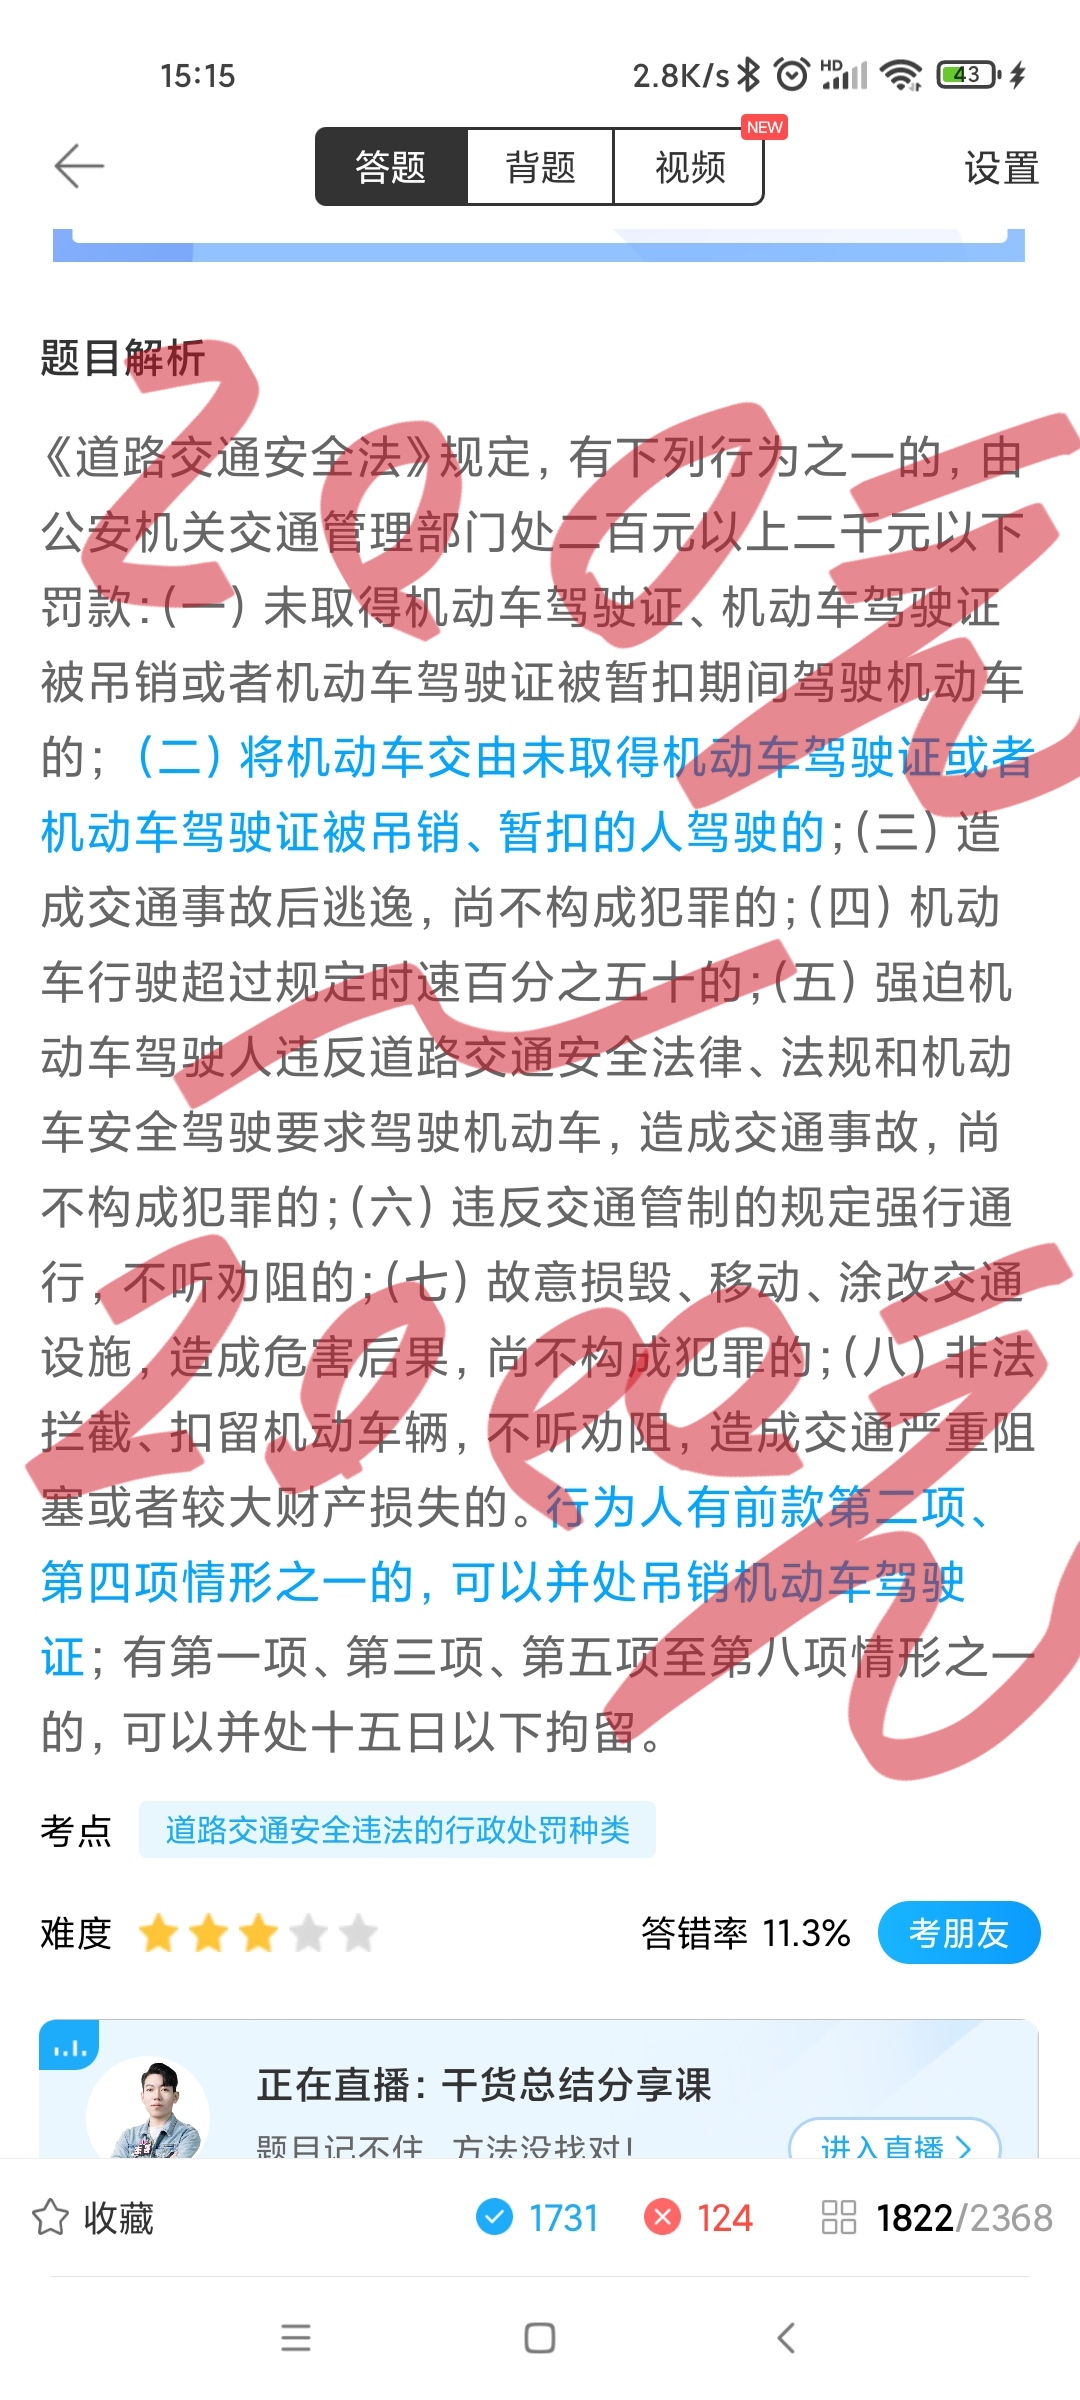 15:15
2.8K/s HD 43
答题 背题 视频 NEW 设置
题目解析
《道路交通安全法》规定，有下列行为之一的，由
公安机关交通管理部门处二百元以上二千元以下
罚款：（一）未取得机动车驾驶证、机动车驾驶证
被吊销或者机动车驾驶证被暂扣期间驾驶机动车
的；（二）将机动车交由未取得机动车驾驶证或者
机动车驾驶证被吊销、暂扣的人驾驶的；（三）造
成交通事故后逃逸，尚不构成犯罪的；（四）机动
车行驶超过规定时速百分之五十的；（五）强迫机
动车驾驶人违反道路交通安全法律、法规和机动
车安全驾驶要求驾驶机动车，造成交通事故，尚
不构成犯罪的；（六）违反交通管制的规定强行通
行，不听劝阻的；（七）故意损毁、移动、涂改交通
设施，造成危害后果，尚不构成犯罪的；（八）非法
拦截、扣留机动车辆，不听劝阻，造成交通严重阻
塞或者较大财产损失的。行为人有前款第二项、
第四项情形之一的，可以并处吊销机动车驾驶
证；有第一项、第三项、第五项至第八项情形之一
的，可以并处十五日以下拘留。
200元
~
2000元
考点 道路交通安全违法的行政处罚种类
难度 答错率 11.3% 考朋友
正在直播：干货总结分享课
题目记不住，方法没找对！ 进入直播
收藏 1731 124 1822/2368